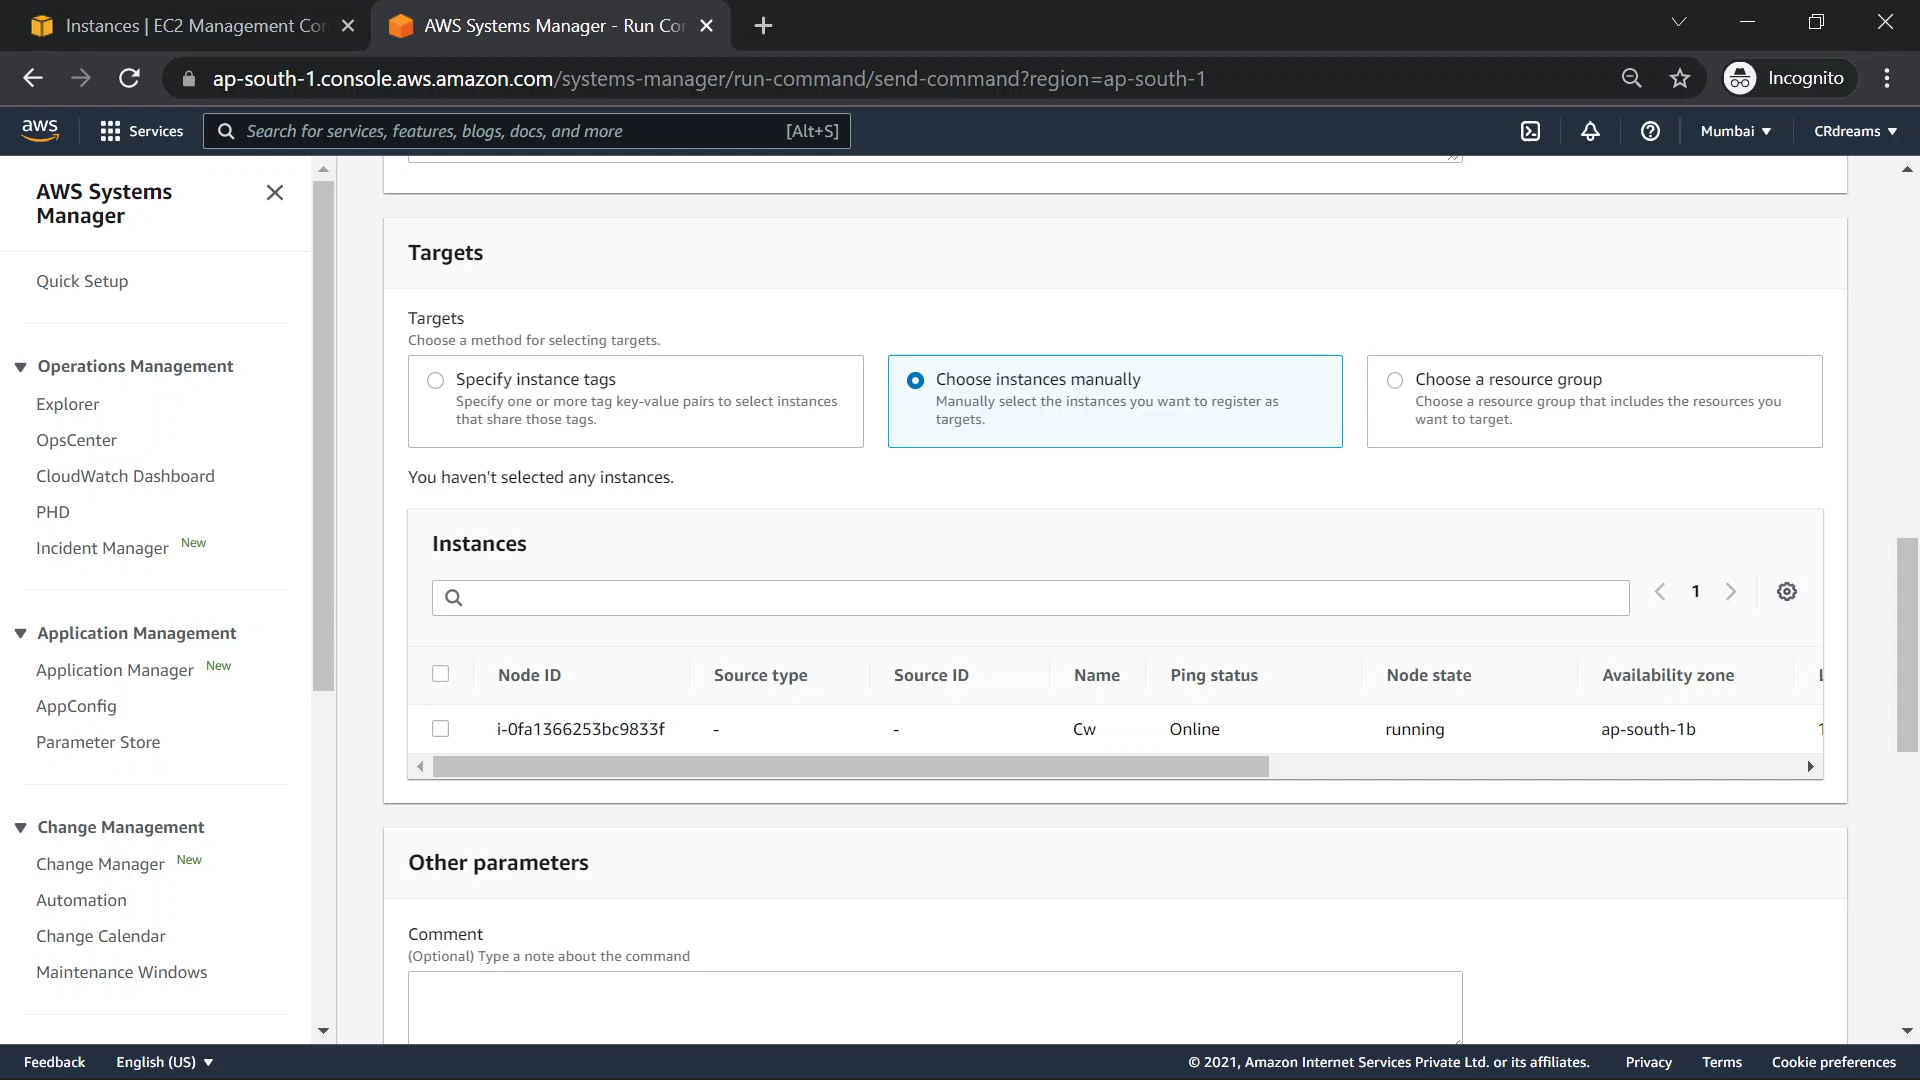 Instances | EC2 Management Con
AWS Systems Manager - Run Co
ap-south-1.console.aws.amazon.com/systems-manager/run-command/send-command?region=ap-south-1
Incognito
aws
Services
Search for services, features, blogs, docs, and more
[Alt+S]
Mumbai
CRdreams
AWS Systems
Manager
Quick Setup
Operations Management
Explorer
OpsCenter
CloudWatch Dashboard
PHD
Incident Manager New
Application Management
Application Manager New
AppConfig
Parameter Store
Change Management
Change Manager New
Automation
Change Calendar
Maintenance Windows
Targets
Targets
Choose a method for selecting targets.
Specify instance tags
Specify one or more tag key-value pairs to select instances
that share those tags.
Choose instances manually
Manually select the instances you want to register as
targets.
Choose a resource group
Choose a resource group that includes the resources you
want to target.
You haven't selected any instances.
Instances
1
Node ID Source type Source ID Name Ping status Node state Availability zone
i-0fa1366253bc9833f - - Cw Online running ap-south-1b
Other parameters
Comment
(Optional) Type a note about the command
Feedback
English (US)
© 2021, Amazon Internet Services Private Ltd. or its affiliates.
Privacy
Terms
Cookie preferences